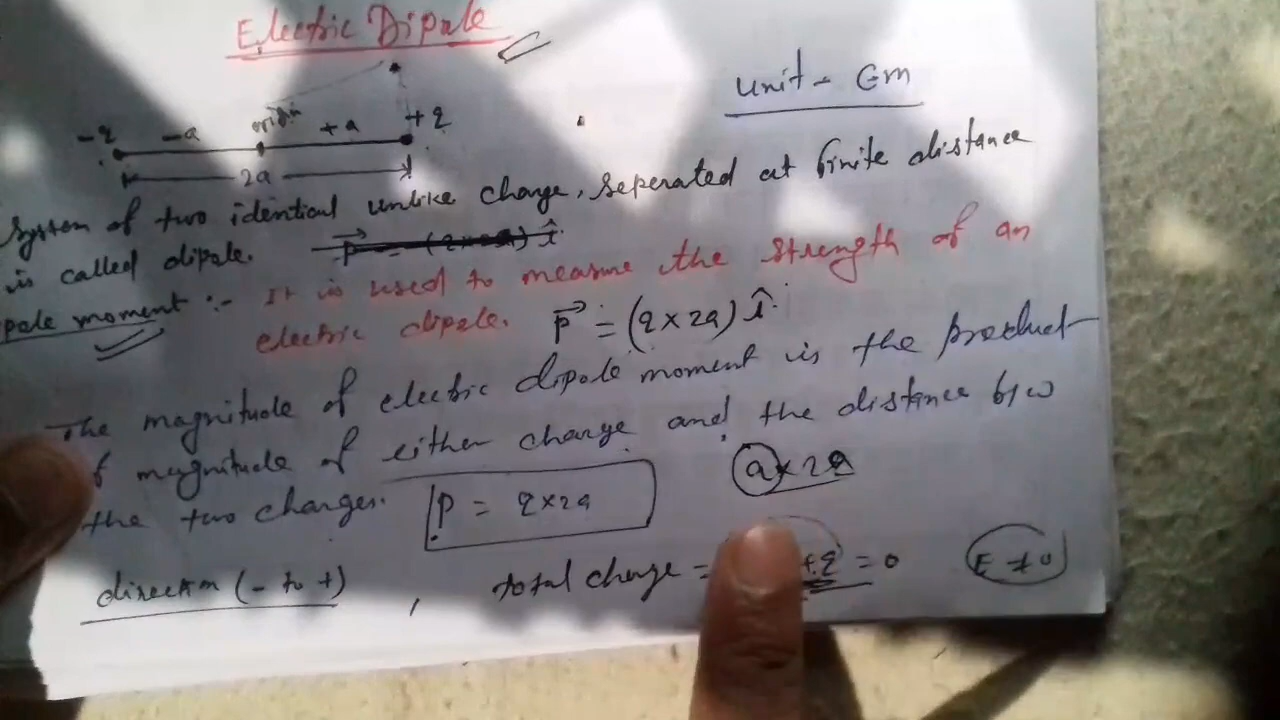 Electric Dipole
unit - Cm
-q -a origin +a +q
2a
System of two identical unlike charge, seperated at finite distance
is called dipole.
pole moment :- It is used to measure the strength of an
electric dipole. p = (q x 2a) î
The magnitude of electric dipole moment is the product
of magnitude of either charge and the distance b/w
the two charges. p = q x 2a
a x 2a
direction (- to +) , total charge = +q = 0 E ≠ 0